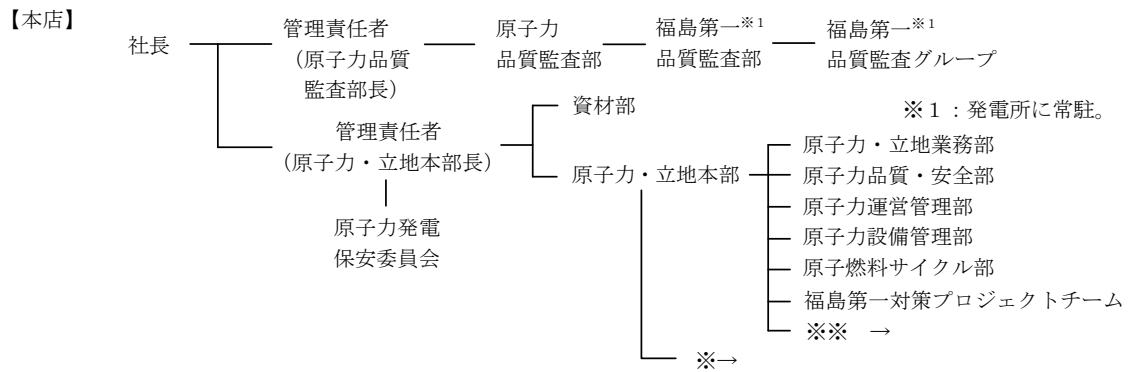 【本店】
社長
管理責任者
(原子力品質
監査部長)
原子力
品質監査部
福島第一※1
品質監査部
福島第一※1
品質監査グループ
※1：発電所に常駐。
管理責任者
(原子力・立地本部長)
原子力発電
保安委員会
資材部
原子力・立地本部
原子力・立地業務部
原子力品質・安全部
原子力運営管理部
原子力設備管理部
原子燃料サイクル部
福島第一対策プロジェクトチーム
※※ →
※→